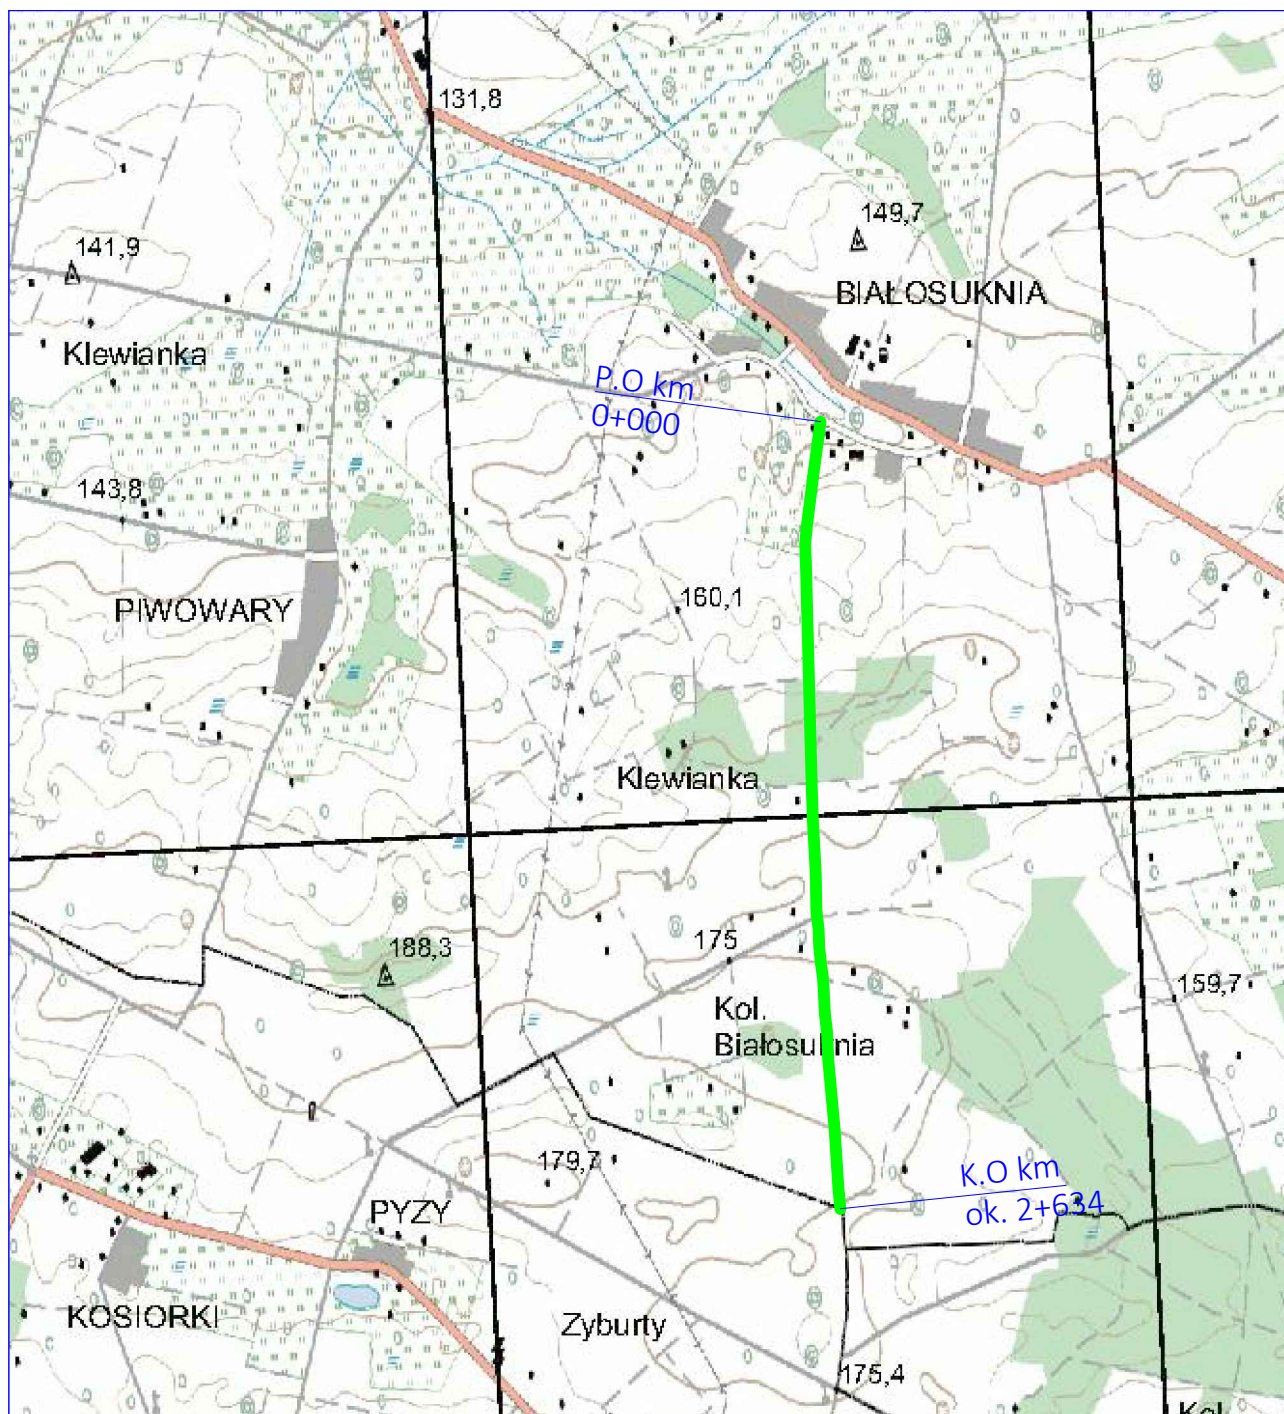 131,8
149,7
141,9
BIAŁOSUKNIA
Klewianka
P.O km
0+000
143,8
160,1
PIWOWARY
Klewianka
188,3
175
159,7
Kol.
Białosuknia
179,7
K.O km
ok. 2+634
PYZY
KOSIORKI
Zyburty
175,4
Kol.